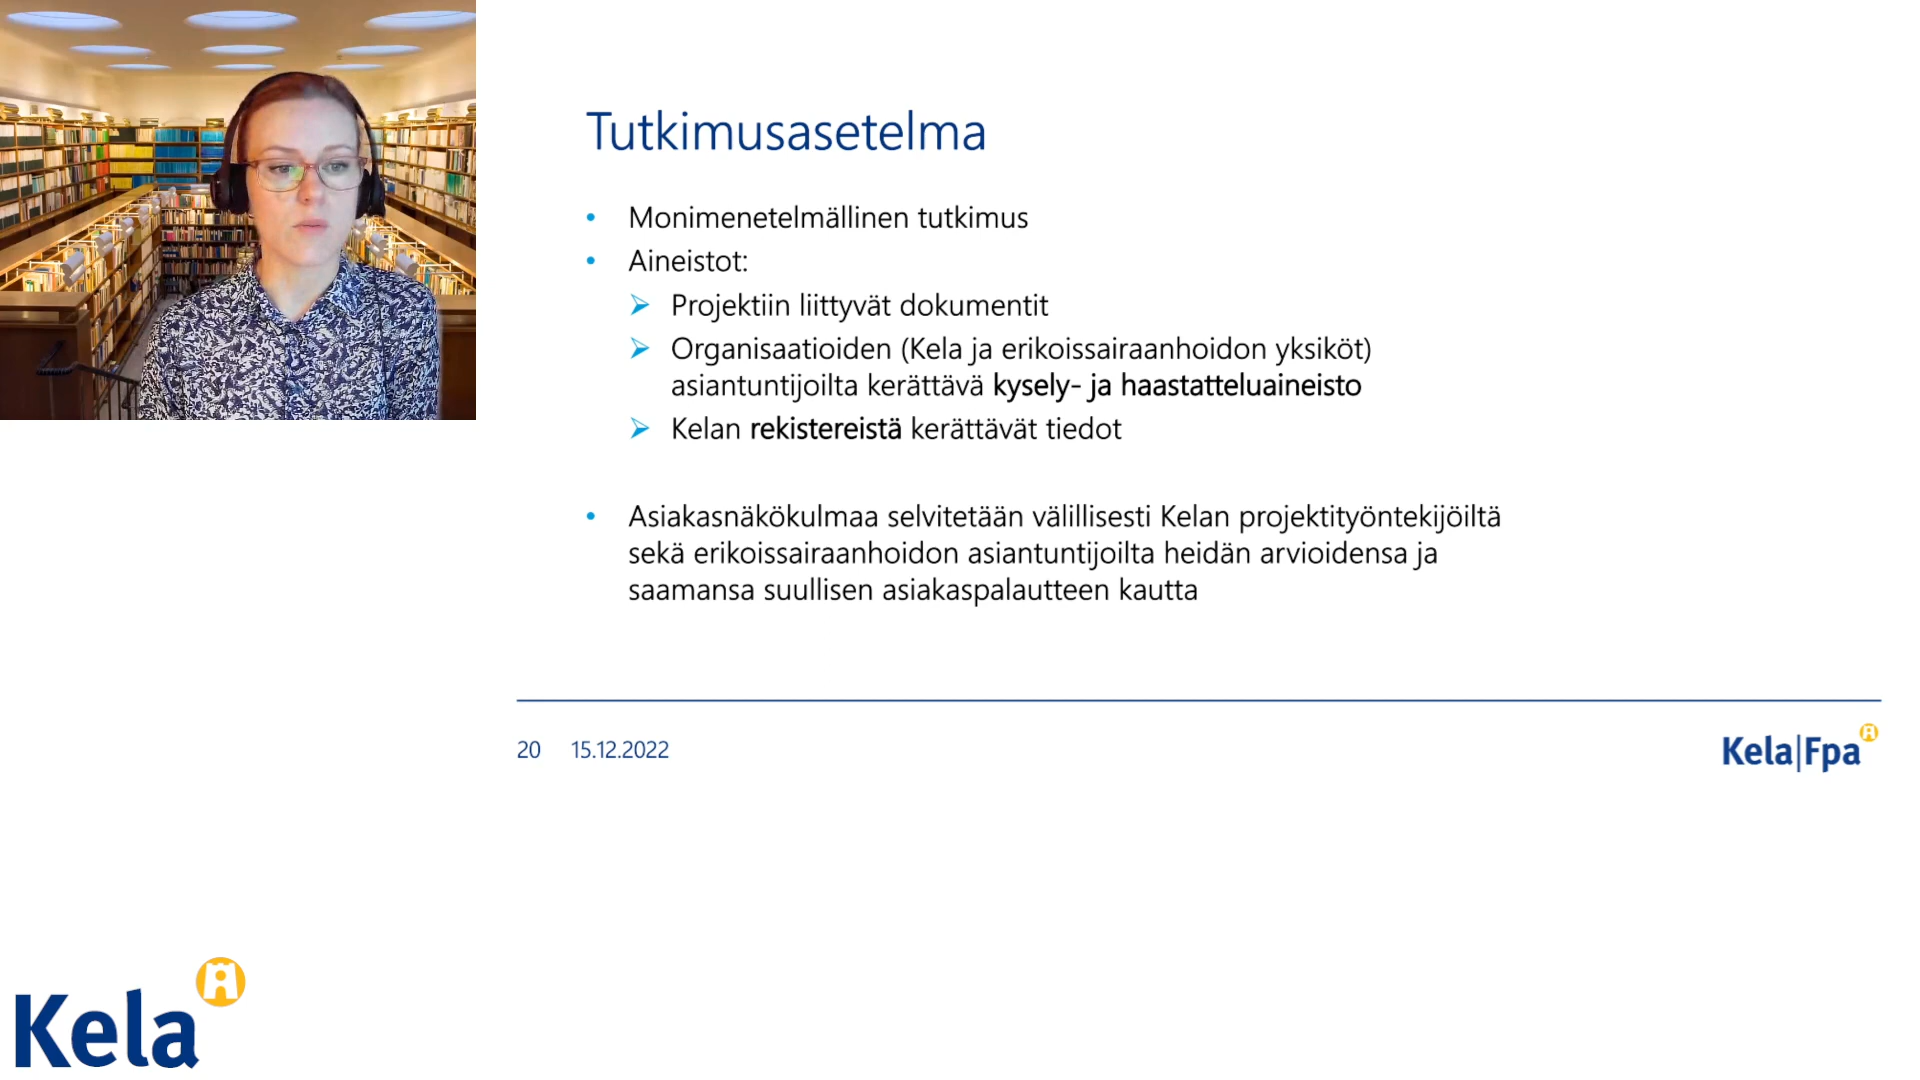 Tutkimusasetelma
• Monimenetelmällinen tutkimus
• Aineistot:
➢ Projektiin liittyvät dokumentit
➢ Organisaatioiden (Kela ja erikoissairaanhoidon yksiköt)
asiantuntijoilta kerättävä kysely- ja haastatteluaineisto
➢ Kelan rekistereistä kerättävät tiedot
• Asiakasnäkökulmaa selvitetään välillisesti Kelan projektityöntekijöiltä
sekä erikoissairaanhoidon asiantuntijoilta heidän arvioidensa ja
saamansa suullisen asiakaspalautteen kautta
20 15.12.2022
Kela|Fpa
Kela